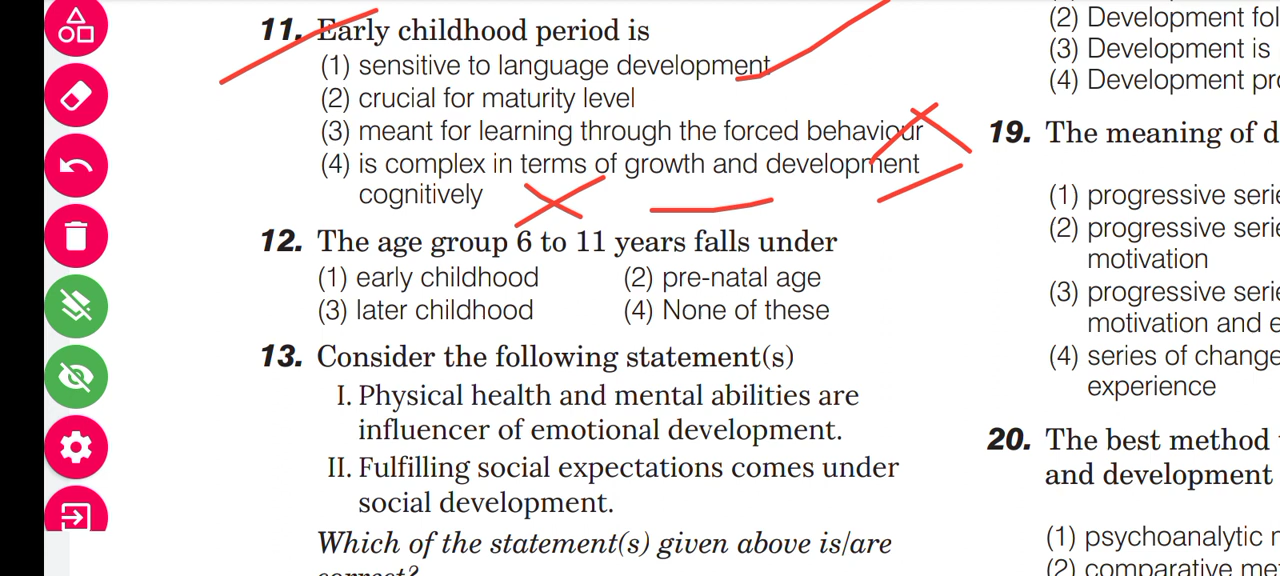 11. Early childhood period is
(1) sensitive to language development
(2) crucial for maturity level
(3) meant for learning through the forced behaviour
(4) is complex in terms of growth and development
cognitively
12. The age group 6 to 11 years falls under
(1) early childhood (2) pre-natal age
(3) later childhood (4) None of these
13. Consider the following statement(s)
I. Physical health and mental abilities are
influencer of emotional development.
II. Fulfilling social expectations comes under
social development.
Which of the statement(s) given above is/are
correct?
(2) Development fol
(3) Development is
(4) Development pro
19. The meaning of d
(1) progressive serie
(2) progressive serie
motivation
(3) progressive serie
motivation and e
(4) series of change
experience
20. The best method
and development
(1) psychoanalytic
(2) comparative me